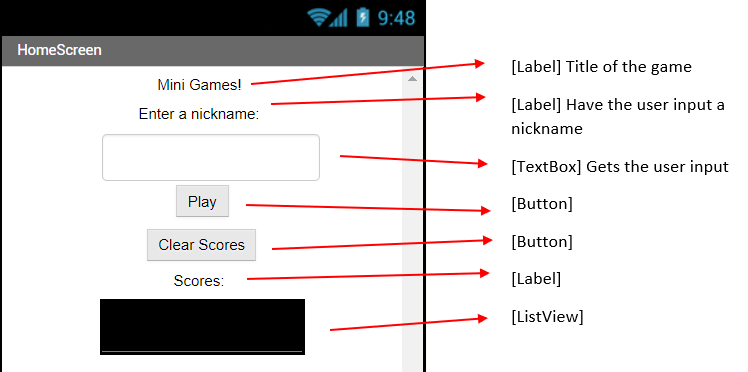 9:48
HomeScreen
Mini Games!
[Label] Title of the game
Enter a nickname:
[Label] Have the user input a
nickname
[TextBox] Gets the user input
Play
[Button]
Clear Scores
[Button]
Scores:
[Label]
[ListView]